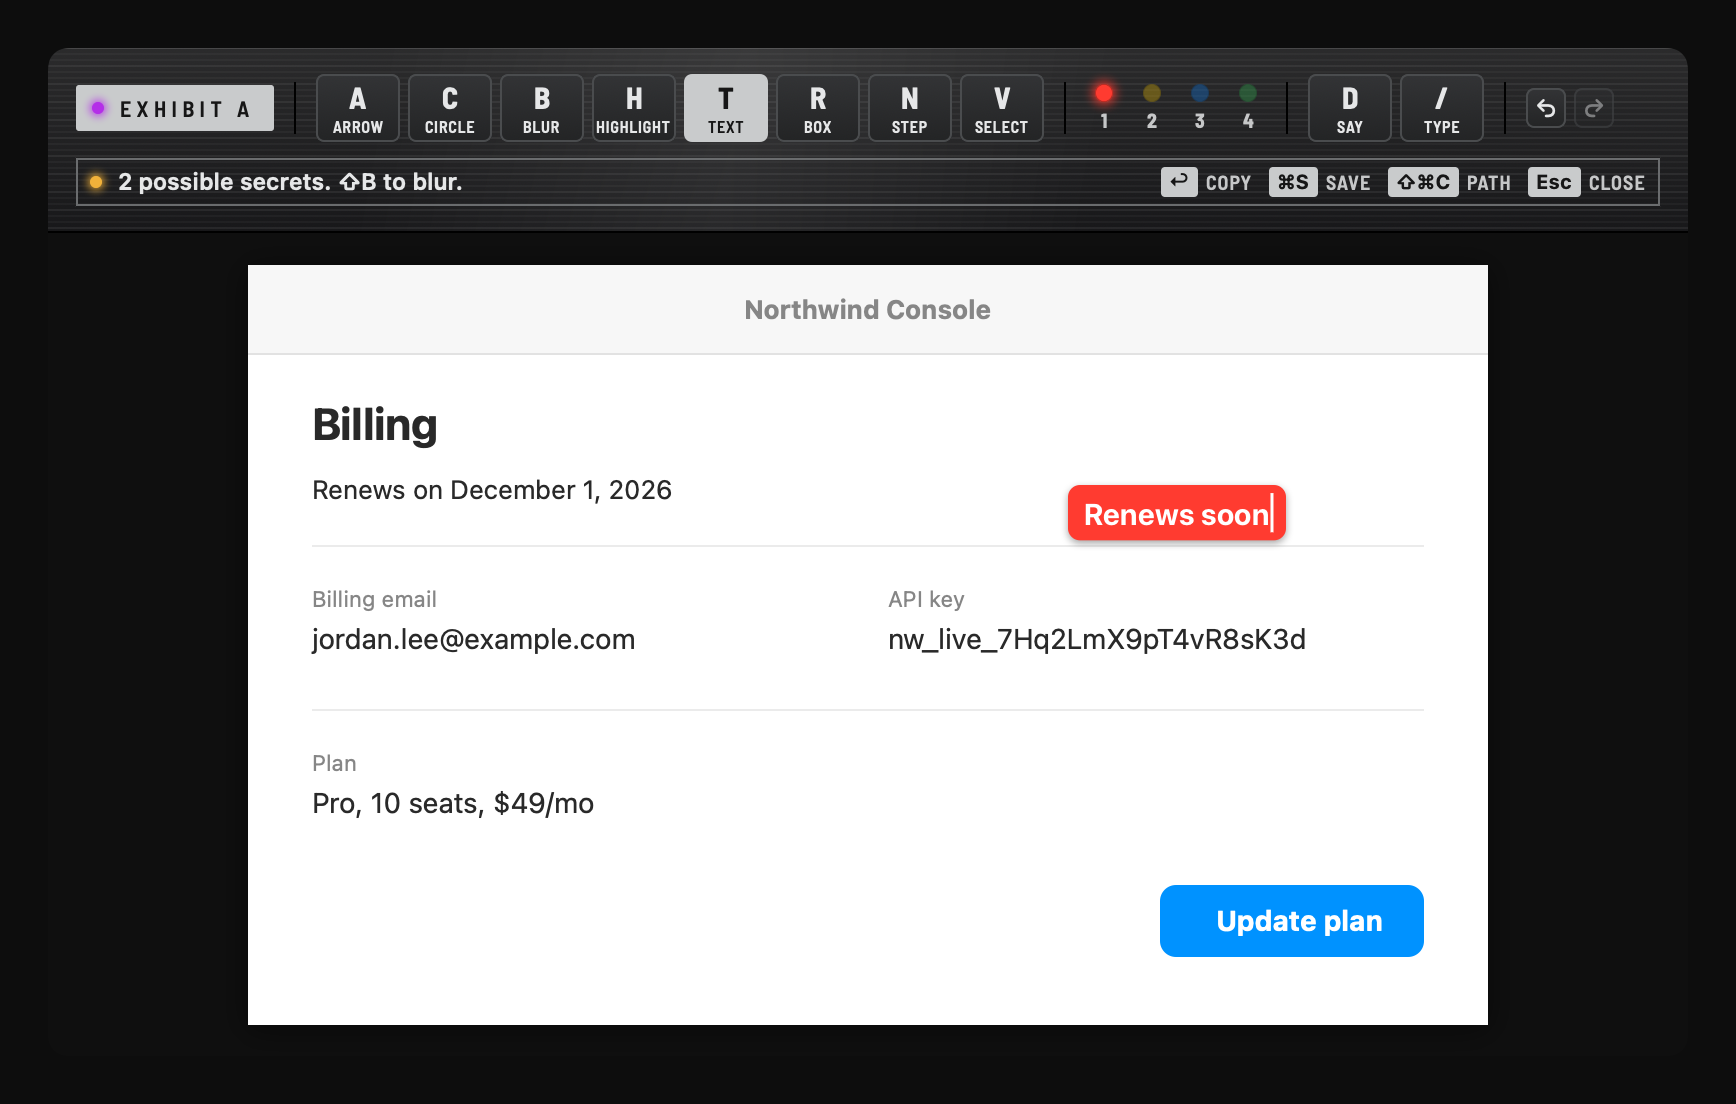 EXHIBIT A
A C B H T R N V
ARROW CIRCLE BLUR HIGHLIGHT TEXT BOX STEP SELECT
1 2 3 4
D /
SAY TYPE
2 possible secrets. ⇧B to blur.
↩ COPY ⌘S SAVE ⇧⌘C PATH Esc CLOSE
Northwind Console
Billing
Renews on December 1, 2026
Renews soon
Billing email
jordan.lee@example.com
API key
nw_live_7Hq2LmX9pT4vR8sK3d
Plan
Pro, 10 seats, $49/mo
Update plan